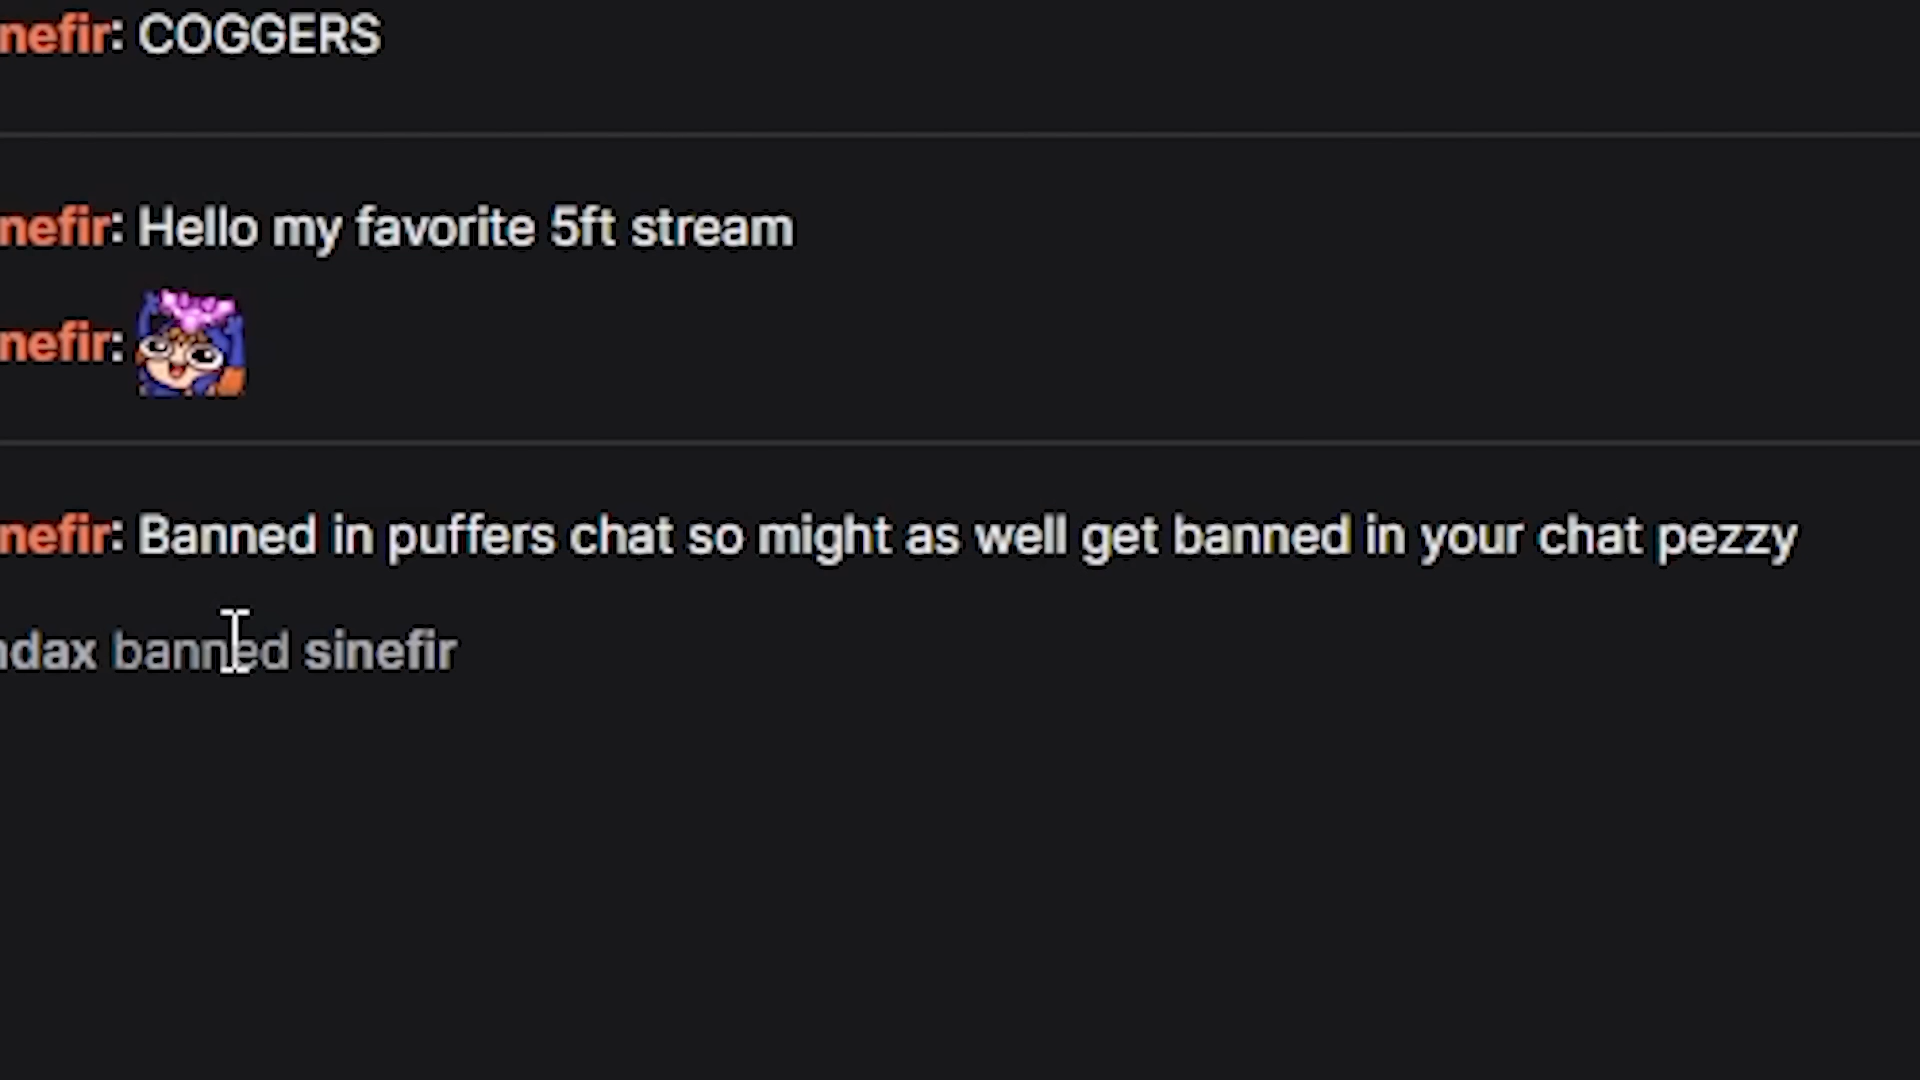 nefir: COGGERS
nefir: Hello my favorite 5ft stream
nefir:
nefir: Banned in puffers chat so might as well get banned in your chat pezzy
ndax banned sinefir